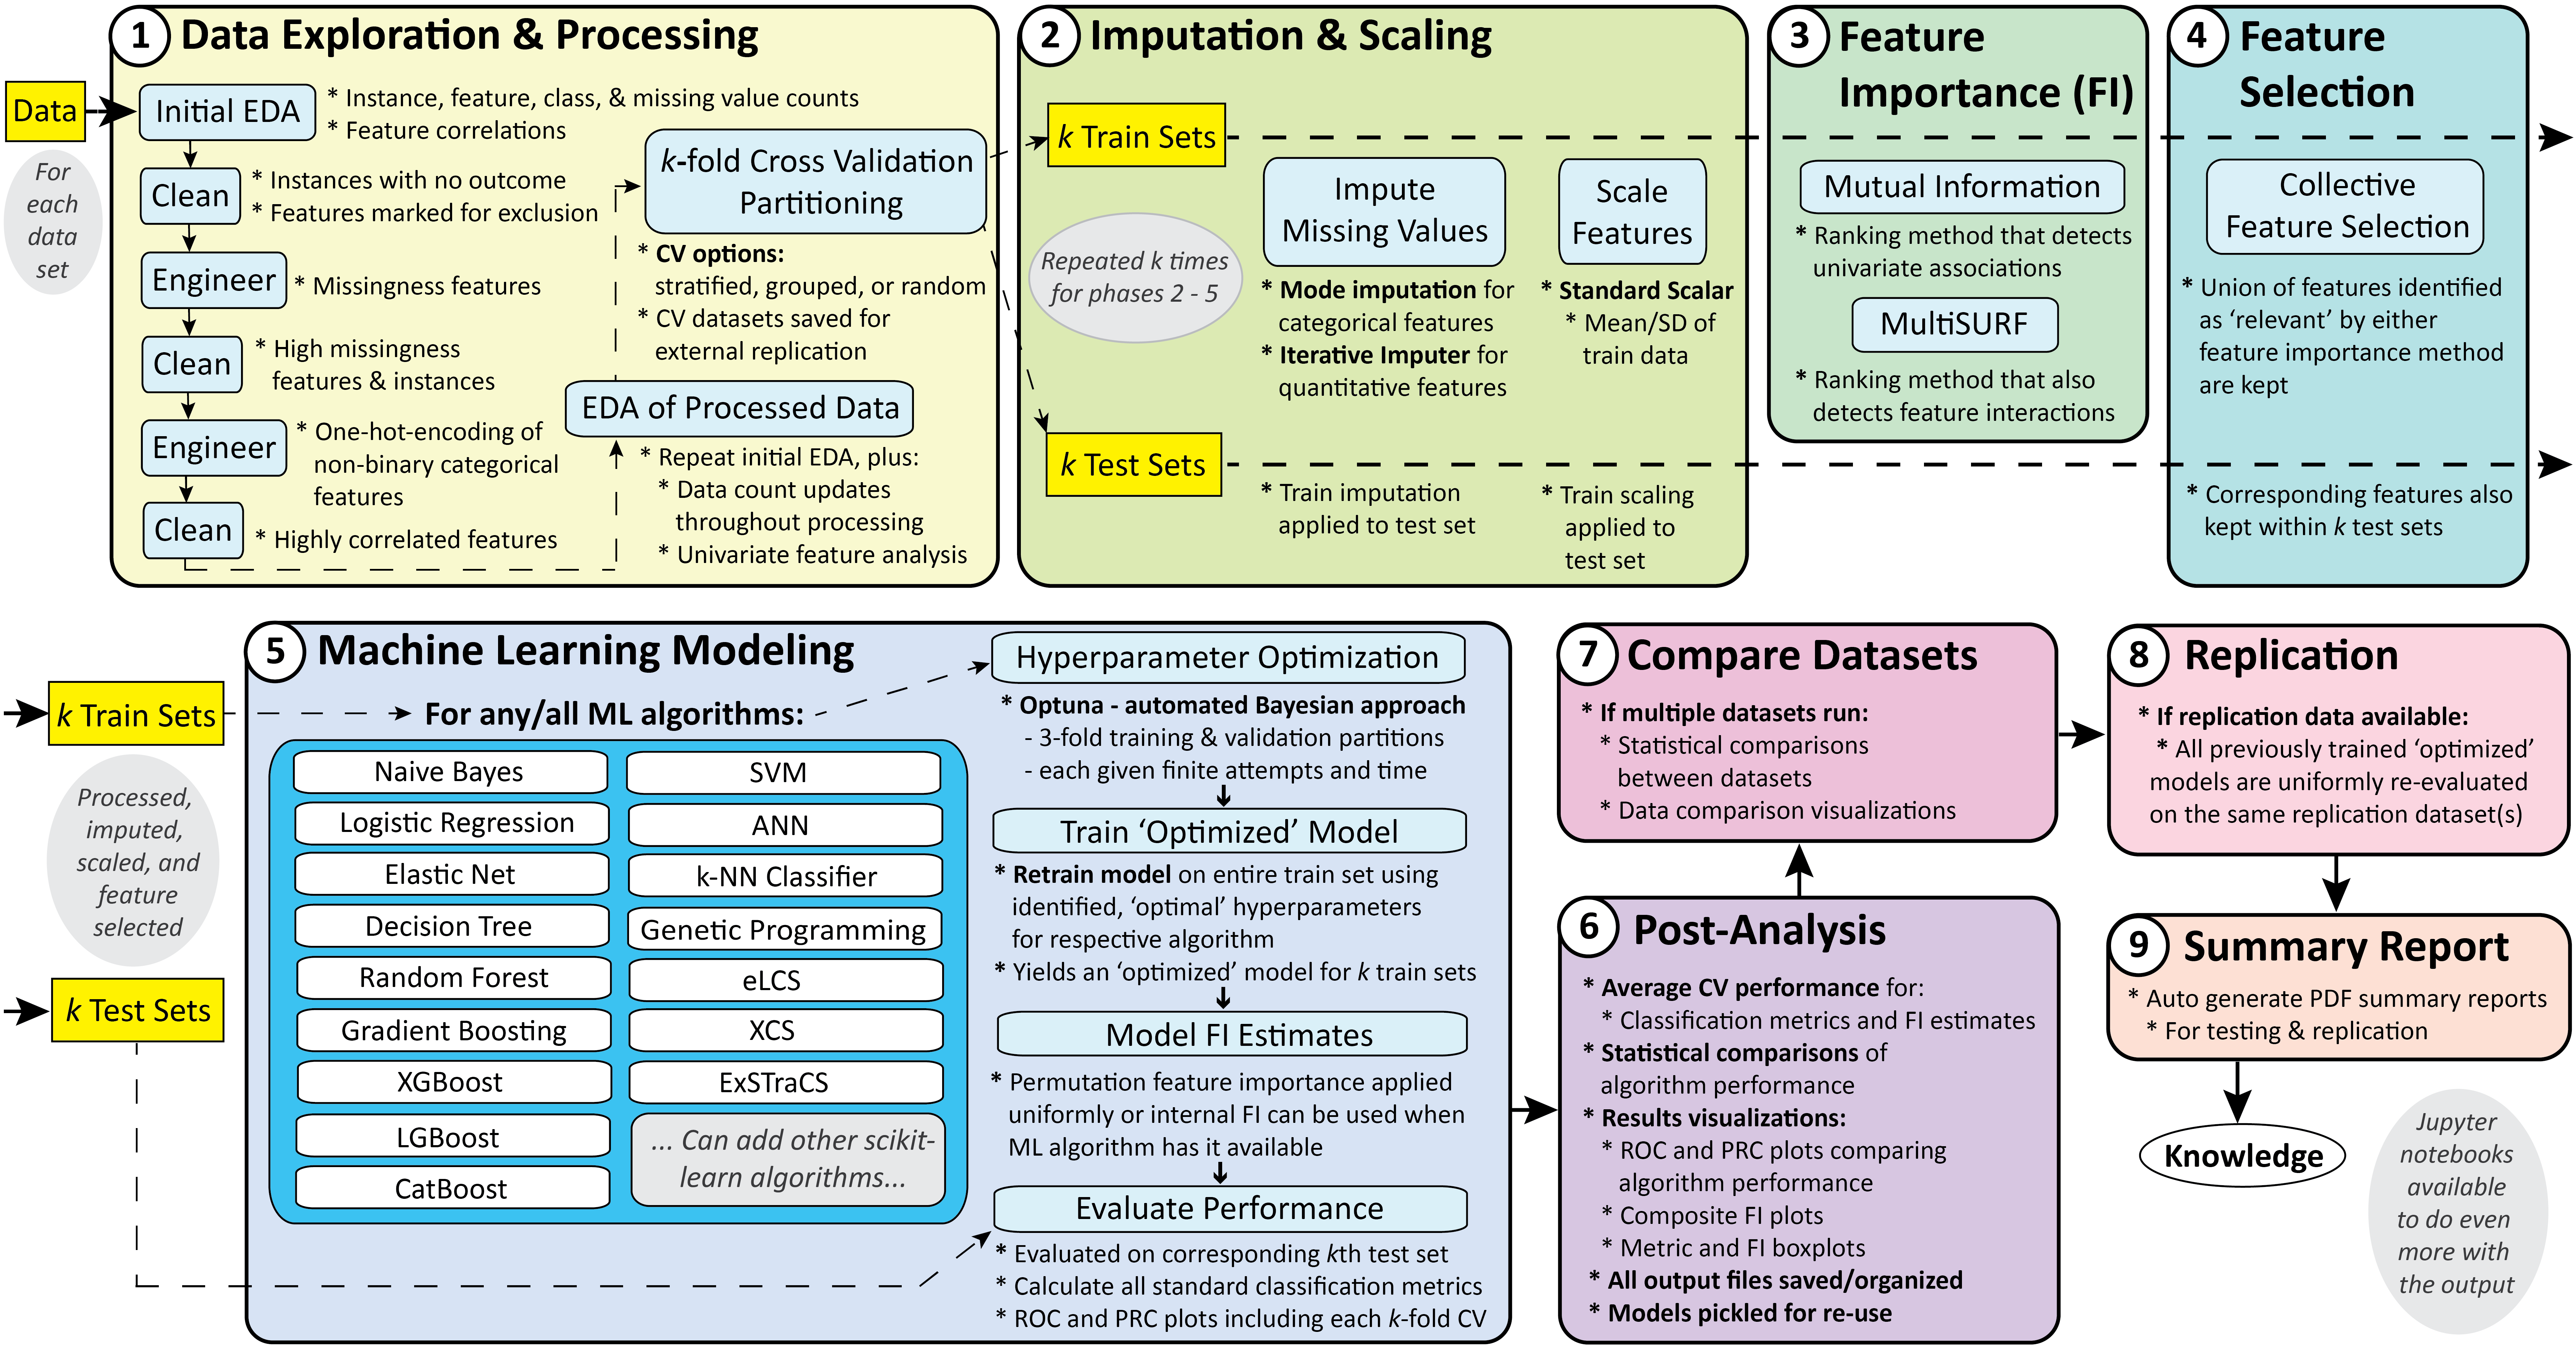 1 Data Exploration & Processing
Data
For
each
data
set
Initial EDA
* Instance, feature, class, & missing value counts
* Feature correlations
Clean
* Instances with no outcome
* Features marked for exclusion
Engineer
* Missingness features
Clean
* High missingness
features & instances
Engineer
* One-hot-encoding of
non-binary categorical
features
Clean
* Highly correlated features
EDA of Processed Data
* Repeat initial EDA, plus:
* Data count updates
throughout processing
* Univariate feature analysis
k-fold Cross Validation
Partitioning
* CV options:
stratified, grouped, or random
* CV datasets saved for
external replication
2 Imputation & Scaling
k Train Sets
Repeated k times
for phases 2 - 5
k Test Sets
Impute
Missing Values
* Mode imputation for
categorical features
* Iterative Imputer for
quantitative features
* Train imputation
applied to test set
Scale
Features
* Standard Scalar
* Mean/SD of
train data
* Train scaling
applied to
test set
3 Feature
Importance (FI)
Mutual Information
* Ranking method that detects
univariate associations
MultiSURF
* Ranking method that also
detects feature interactions
4 Feature
Selection
Collective
Feature Selection
* Union of features identified
as ‘relevant’ by either
feature importance method
are kept
* Corresponding features also
kept within k test sets
5 Machine Learning Modeling
k Train Sets
Processed,
imputed,
scaled, and
feature
selected
k Test Sets
For any/all ML algorithms:
Naive Bayes
Logistic Regression
Elastic Net
Decision Tree
Random Forest
Gradient Boosting
XGBoost
LGBoost
CatBoost
SVM
ANN
k-NN Classifier
Genetic Programming
eLCS
XCS
ExSTraCS
... Can add other scikit-
learn algorithms...
Hyperparameter Optimization
* Optuna - automated Bayesian approach
- 3-fold training & validation partitions
- each given finite attempts and time
Train ‘Optimized’ Model
* Retrain model on entire train set using
identified, ‘optimal’ hyperparameters
for respective algorithm
* Yields an ‘optimized’ model for k train sets
Model FI Estimates
* Permutation feature importance applied
uniformly or internal FI can be used when
ML algorithm has it available
Evaluate Performance
* Evaluated on corresponding kth test set
* Calculate all standard classification metrics
* ROC and PRC plots including each k-fold CV
6 Post-Analysis
* Average CV performance for:
* Classification metrics and FI estimates
* Statistical comparisons of
algorithm performance
* Results visualizations:
* ROC and PRC plots comparing
algorithm performance
* Composite FI plots
* Metric and FI boxplots
* All output files saved/organized
* Models pickled for re-use
7 Compare Datasets
* If multiple datasets run:
* Statistical comparisons
between datasets
* Data comparison visualizations
8 Replication
* If replication data available:
* All previously trained ‘optimized’
models are uniformly re-evaluated
on the same replication dataset(s)
9 Summary Report
* Auto generate PDF summary reports
* For testing & replication
Knowledge
Jupyter
notebooks
available
to do even
more with
the output